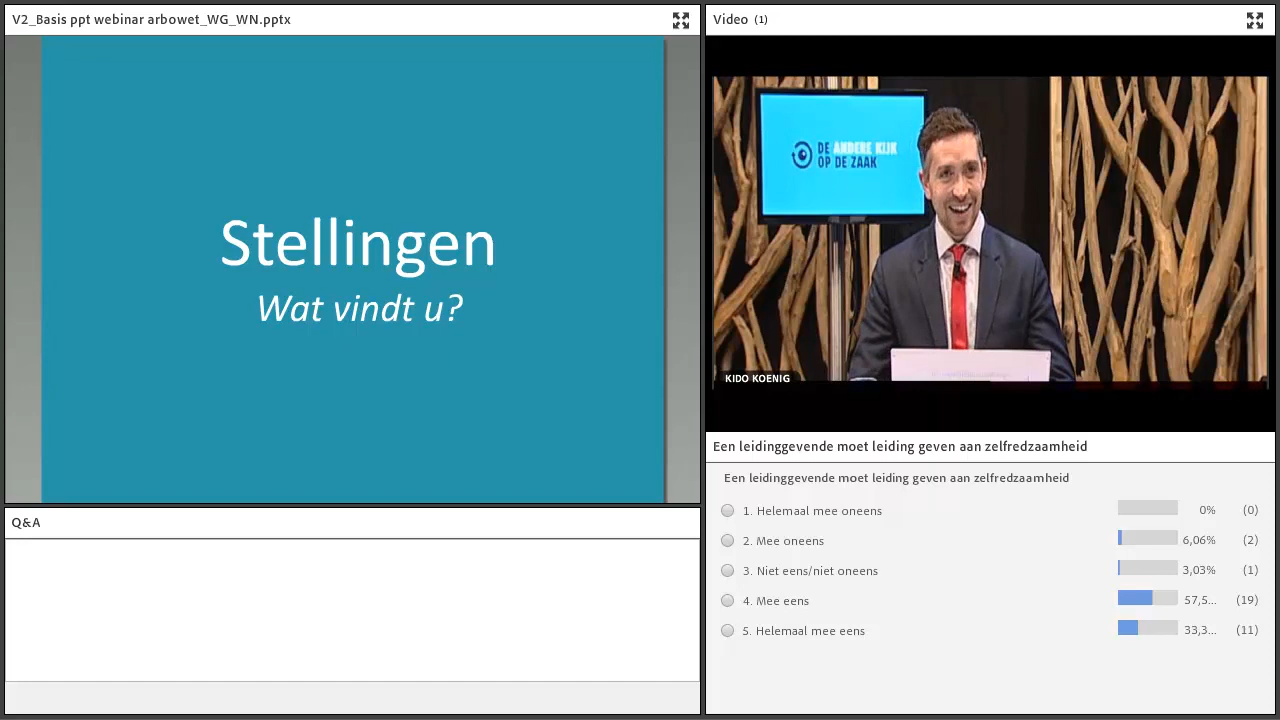 V2_Basis ppt webinar arbowet_WG_WN.pptx
Stellingen
Wat vindt u?
Q&A
Video (1)
DE ANDERE KIJK
OP DE ZAAK
KIDO KOENIG
Een leidinggevende moet leiding geven aan zelfredzaamheid
Een leidinggevende moet leiding geven aan zelfredzaamheid
1. Helemaal mee oneens 0% (0)
2. Mee oneens 6,06% (2)
3. Niet eens/niet oneens 3,03% (1)
4. Mee eens 57,5... (19)
5. Helemaal mee eens 33,3... (11)